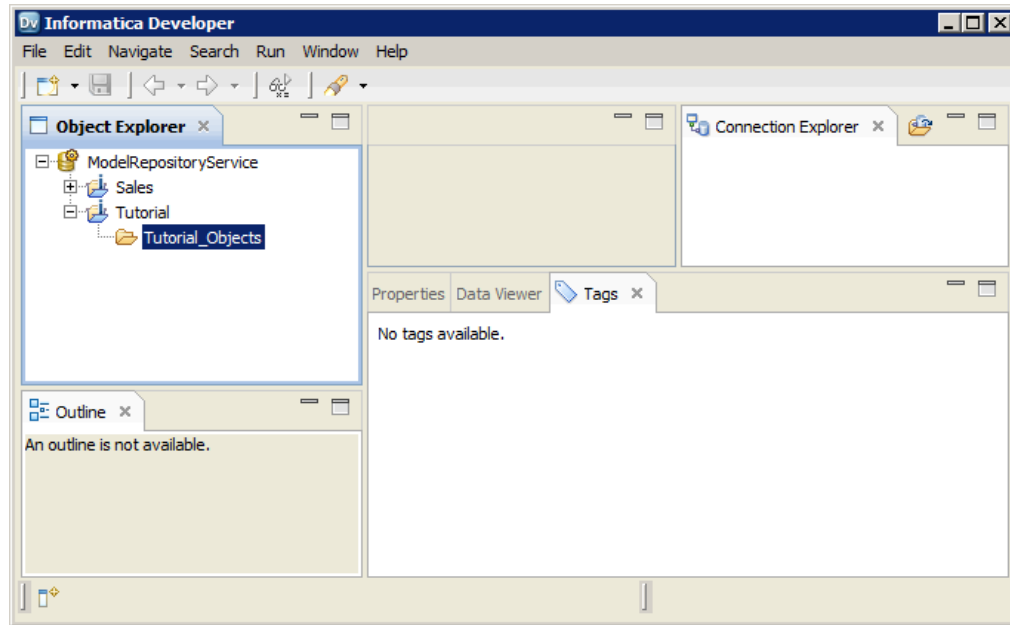 Dv Informatica Developer
File Edit Navigate Search Run Window Help
Object Explorer
ModelRepositoryService
Sales
Tutorial
Tutorial_Objects
Connection Explorer
Properties Data Viewer Tags
No tags available.
Outline
An outline is not available.